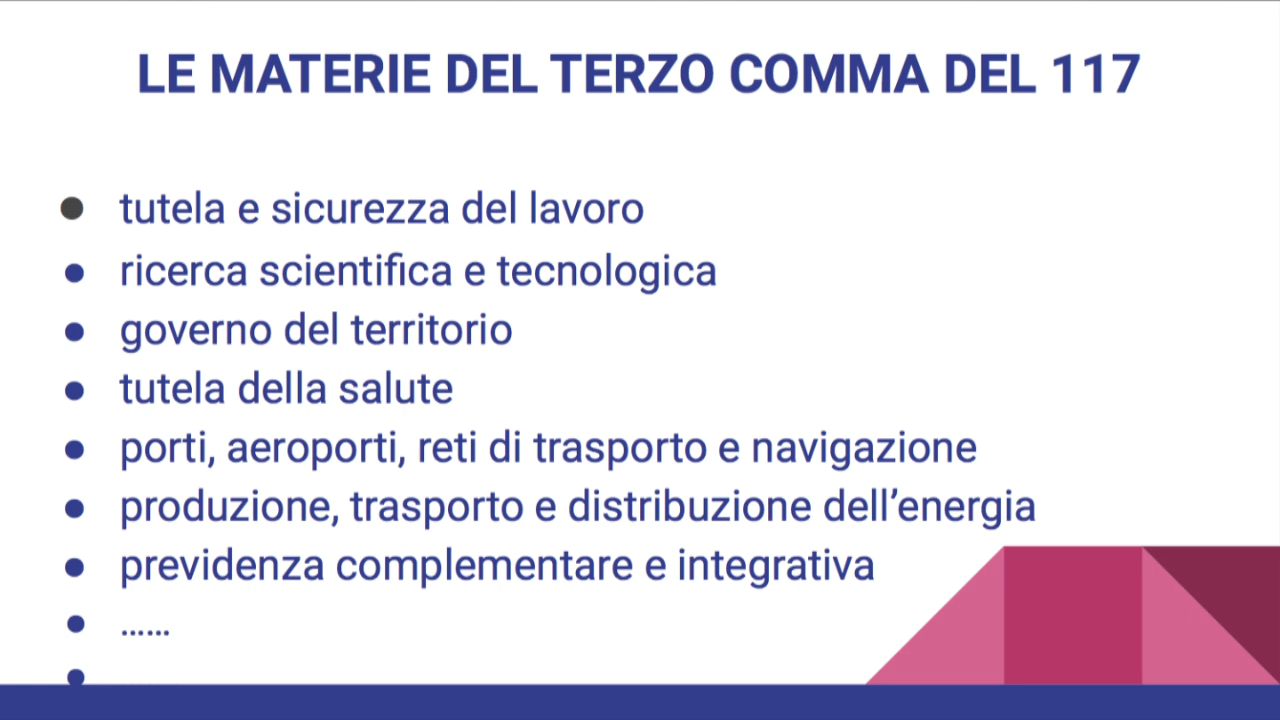 LE MATERIE DEL TERZO COMMA DEL 117
● tutela e sicurezza del lavoro
● ricerca scientifica e tecnologica
● governo del territorio
● tutela della salute
● porti, aeroporti, reti di trasporto e navigazione
● produzione, trasporto e distribuzione dell’energia
● previdenza complementare e integrativa
● ……
●